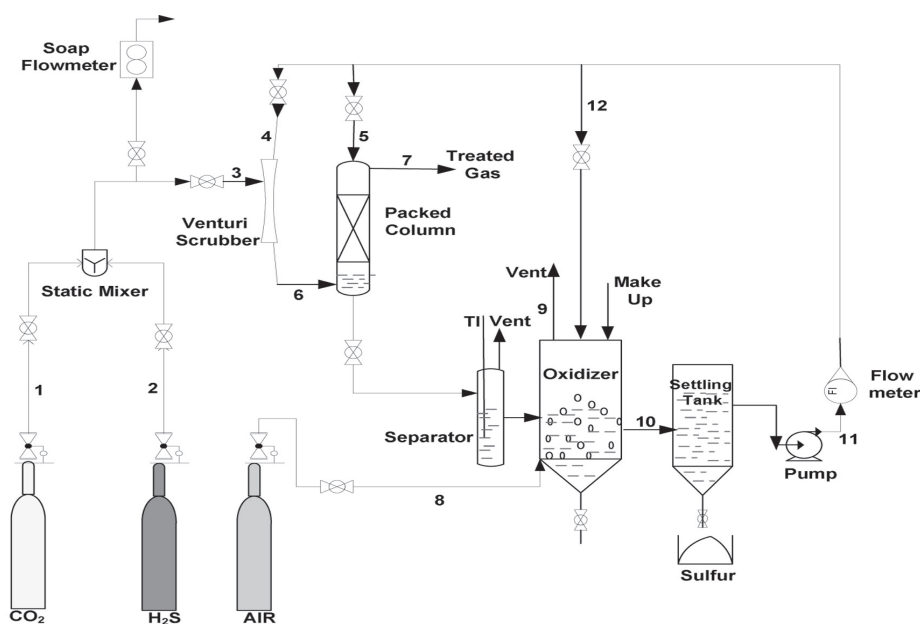 Soap
Flowmeter
12
4
5
7
Treated
Gas
3
Venturi
Scrubber
Packed
Column
Static Mixer
6
Vent
9
Make
Up
TI Vent
1
2
Oxidizer
Settling
Tank
FI
Flow
meter
Separator
10
11
Pump
8
Sulfur
CO₂
H₂S
AIR